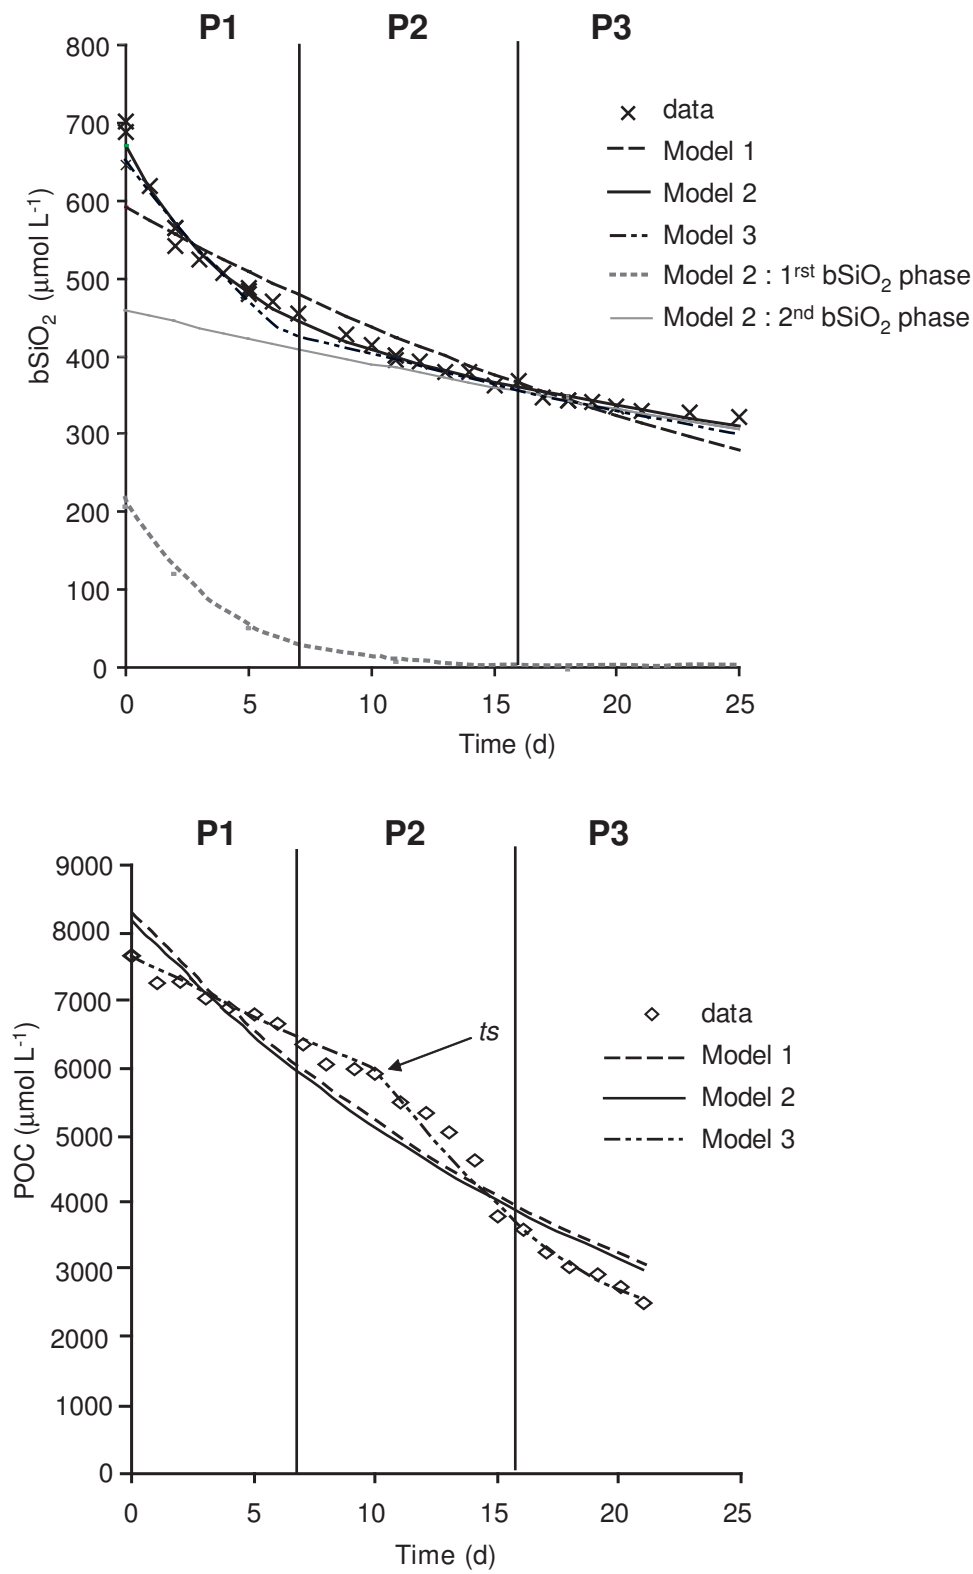 P1 P2 P3
800
700
600
500
400
300
200
100
0
bSiO2 (μmol L-1)
data
Model 1
Model 2
Model 3
Model 2 : 1rst bSiO2 phase
Model 2 : 2nd bSiO2 phase
0 5 10 15 20 25
Time (d)
P1 P2 P3
9000
8000
7000
6000
5000
4000
3000
2000
1000
0
POC (μmol L-1)
ts
data
Model 1
Model 2
Model 3
0 5 10 15 20 25
Time (d)